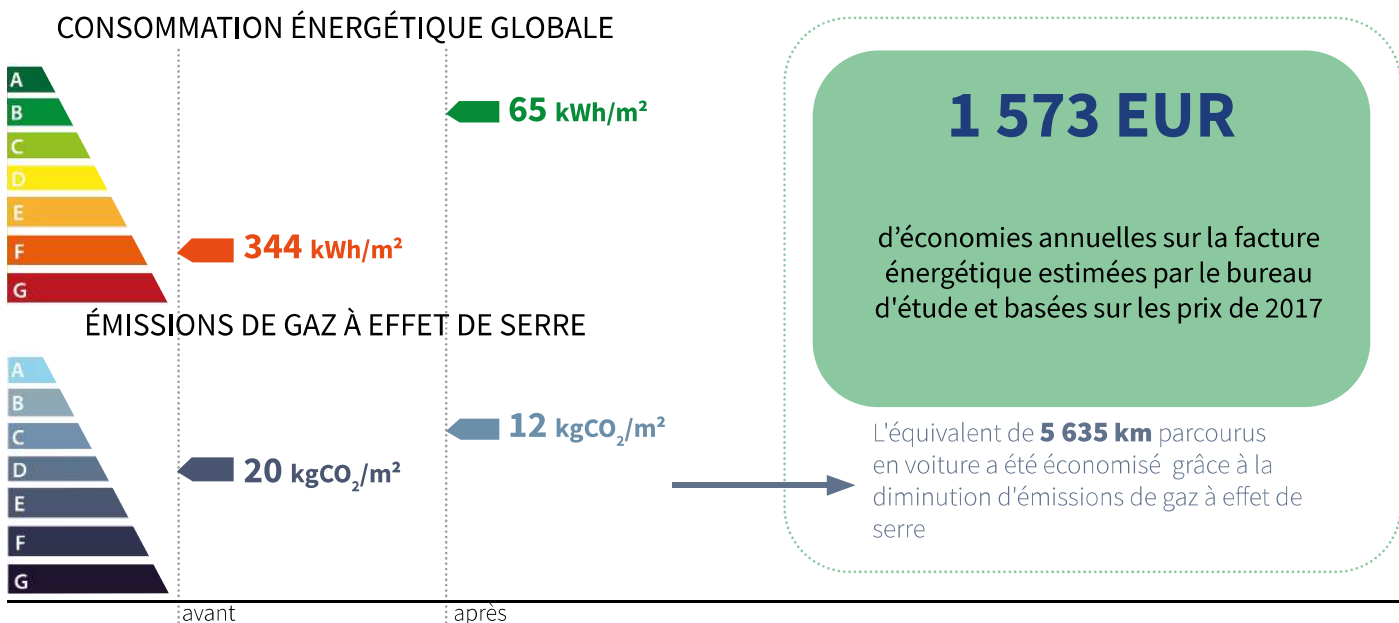 CONSOMMATION ÉNERGÉTIQUE GLOBALE
A
B
C
D
E
F
G
65 kWh/m²
344 kWh/m²
ÉMISSIONS DE GAZ À EFFET DE SERRE
A
B
C
D
E
F
G
12 kgCO₂/m²
20 kgCO₂/m²
avant
après
1 573 EUR
d'économies annuelles sur la facture
énergétique estimées par le bureau
d'étude et basées sur les prix de 2017
L'équivalent de 5 635 km parcourus
en voiture a été économisé grâce à la
diminution d'émissions de gaz à effet de
serre